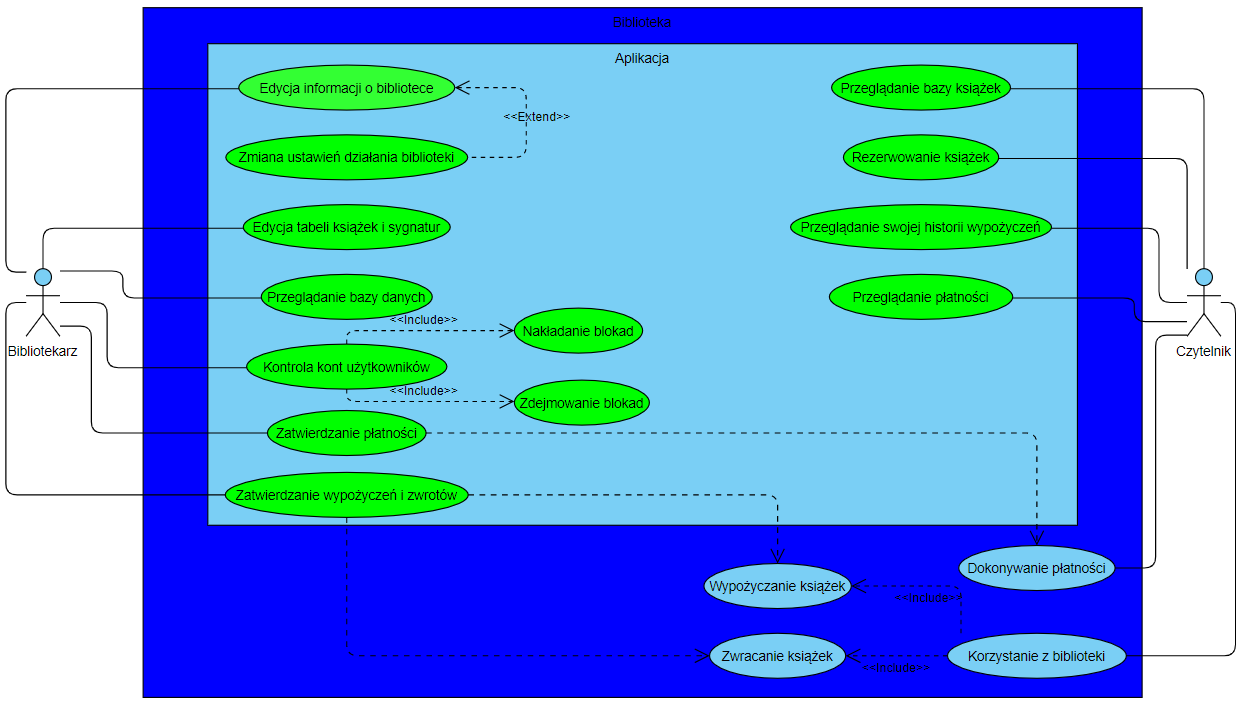 Biblioteka
Aplikacja
Edycja informacji o bibliotece
Przeglądanie bazy książek
<<Extend>>
Zmiana ustawień działania biblioteki
Rezerwowanie książek
Edycja tabeli książek i sygnatur
Przeglądanie swojej historii wypożyczeń
Przeglądanie bazy danych
Przeglądanie płatności
<<Include>>
Nakładanie blokad
Bibliotekarz
Czytelnik
Kontrola kont użytkowników
<<Include>>
Zdejmowanie blokad
Zatwierdzanie płatności
Zatwierdzanie wypożyczeń i zwrotów
Dokonywanie płatności
Wypożyczanie książek
<<Include>>
Zwracanie książek
Korzystanie z biblioteki
<<Include>>